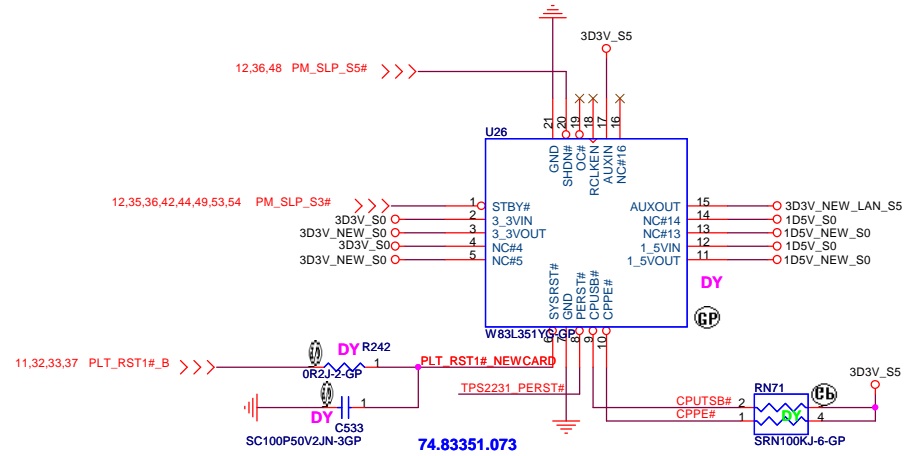 3D3V_S5
12,36,48 PM_SLP_S5#
21
20
19
18
17
16
U26
GND
SHDN#
OC#
RCLKEN
AUXIN
NC#16
12,35,36,42,44,49,53,54 PM_SLP_S3#
1 STBY# AUXOUT 15 3D3V_NEW_LAN_S5
3D3V_S0 2 3_3VIN NC#14 14 1D5V_S0
3D3V_NEW_S0 3 3_3VOUT NC#13 13 1D5V_NEW_S0
3D3V_S0 4 NC#4 1_5VIN 12 1D5V_S0
3D3V_NEW_S0 5 NC#5 1_5VOUT 11 1D5V_NEW_S0
DY
SYSRST#
GND
PERST#
CPUSB#
CPPE#
GP
W83L351YG-GP
6
7
8
9
10
11,32,33,37 PLT_RST1#_B
DY R242
1
0R2J-2-GP
PLT_RST1#_NEWCARD
TPS2231_PERST#
DY
1
C533
SC100P50V2JN-3GP
74.83351.073
3D3V_S5
RN71
CPUTSB# 2
CPPE# 1
DY
4
SRN100KJ-6-GP